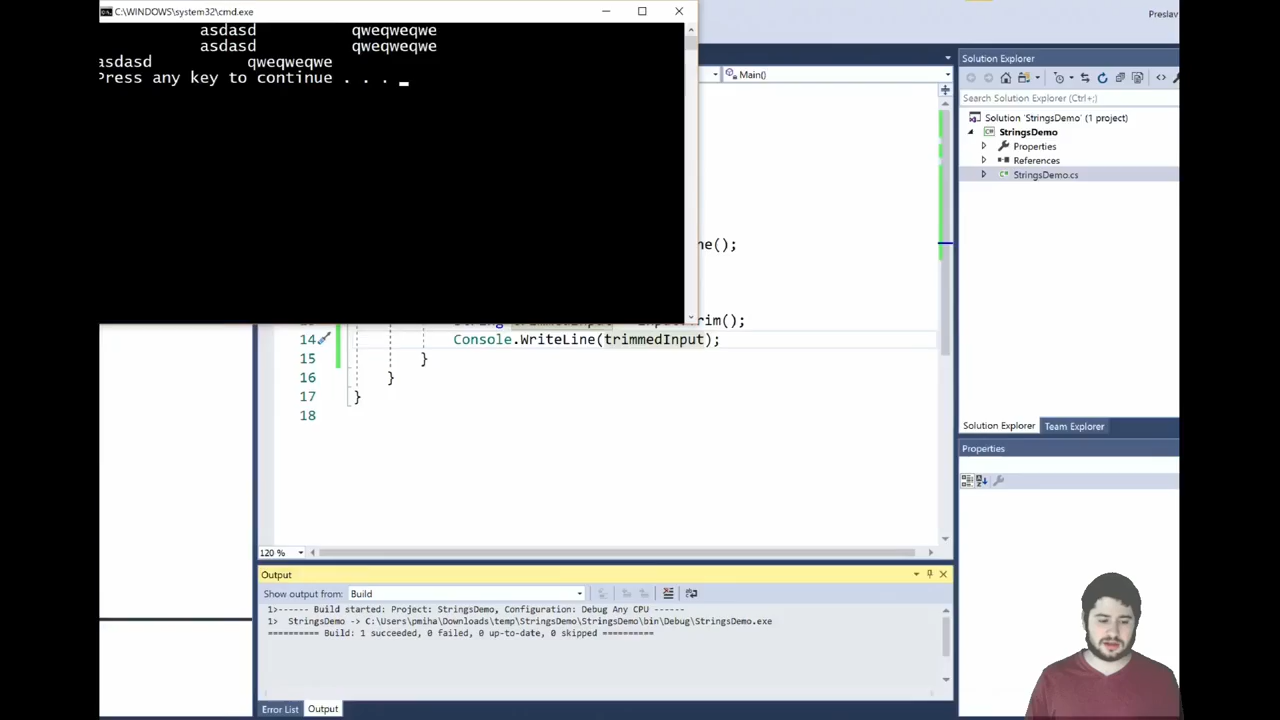 C:\WINDOWS\system32\cmd.exe
Preslav
asdasd qweqweqwe
asdasd qweqweqwe
asdasd qweqweqwe
Press any key to continue . . .
Main()
ne();
rim();
14 Console.WriteLine(trimmedInput);
15 }
16 }
17 }
18
120 %
Solution Explorer
Search Solution Explorer (Ctrl+;)
Solution 'StringsDemo' (1 project)
StringsDemo
Properties
References
StringsDemo.cs
Solution Explorer Team Explorer
Properties
Output
Show output from: Build
1>------ Build started: Project: StringsDemo, Configuration: Debug Any CPU ------
1> StringsDemo -> C:\Users\pmiha\Downloads\temp\StringsDemo\StringsDemo\bin\Debug\StringsDemo.exe
========== Build: 1 succeeded, 0 failed, 0 up-to-date, 0 skipped ==========
Error List Output